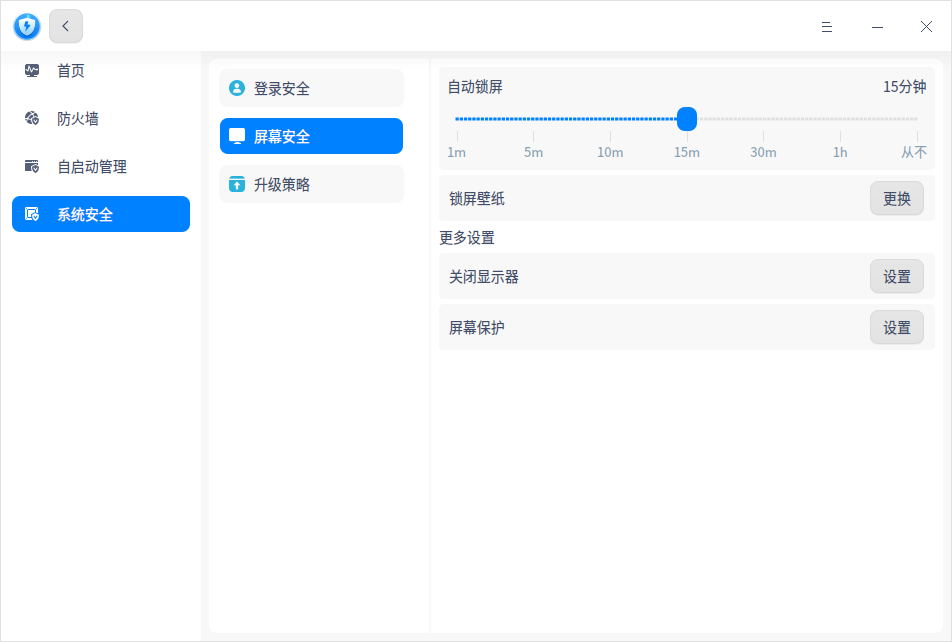 首页
防火墙
自启动管理
系统安全
登录安全
屏幕安全
升级策略
自动锁屏 15分钟
1m 5m 10m 15m 30m 1h 从不
锁屏壁纸 更换
更多设置
关闭显示器 设置
屏幕保护 设置